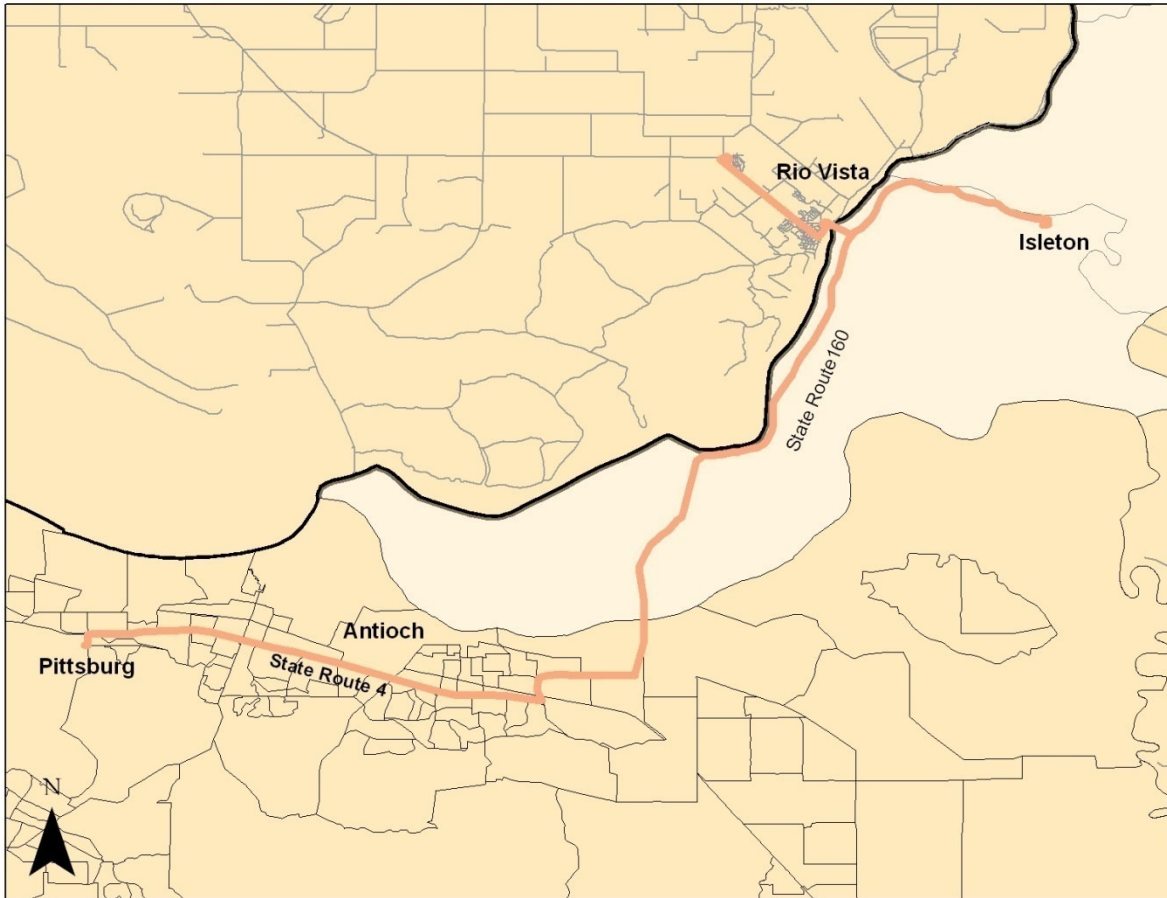 Rio Vista
Isleton
State Route160
Antioch
State Route 4
Pittsburg
N